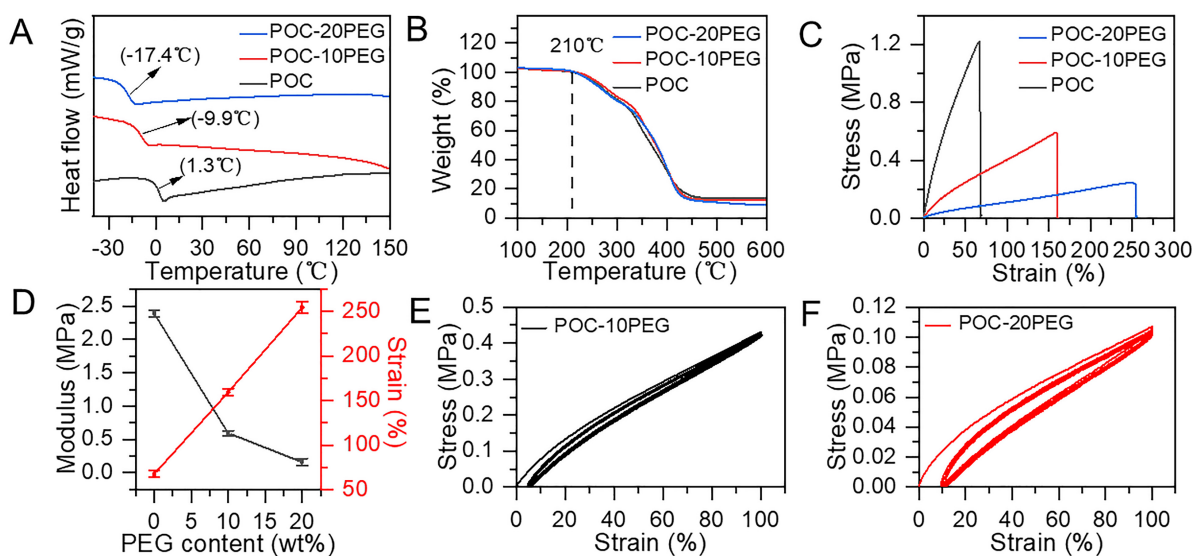 A
Heat flow (mW/g)
POC-20PEG
POC-10PEG
POC
(-17.4℃)
(-9.9℃)
(1.3℃)
-30 0 30 60 90 120 150
Temperature (℃)
B
Weight (%)
120
100
80
60
40
20
0
210℃
POC-20PEG
POC-10PEG
POC
100 200 300 400 500 600
Temperature (℃)
C
Stress (MPa)
1.2
0.8
0.4
0.0
POC-20PEG
POC-10PEG
POC
0 50 100 150 200 250 300
Strain (%)
D
Modulus (MPa)
2.5
2.0
1.5
1.0
0.5
0.0
250
200
150
100
50
Strain (%)
0 5 10 15 20
PEG content (wt%)
E
Stress (MPa)
0.5
0.4
0.3
0.2
0.1
0.0
POC-10PEG
0 20 40 60 80 100
Strain (%)
F
Stress (MPa)
0.12
0.10
0.08
0.06
0.04
0.02
0.00
POC-20PEG
0 20 40 60 80 100
Strain (%)